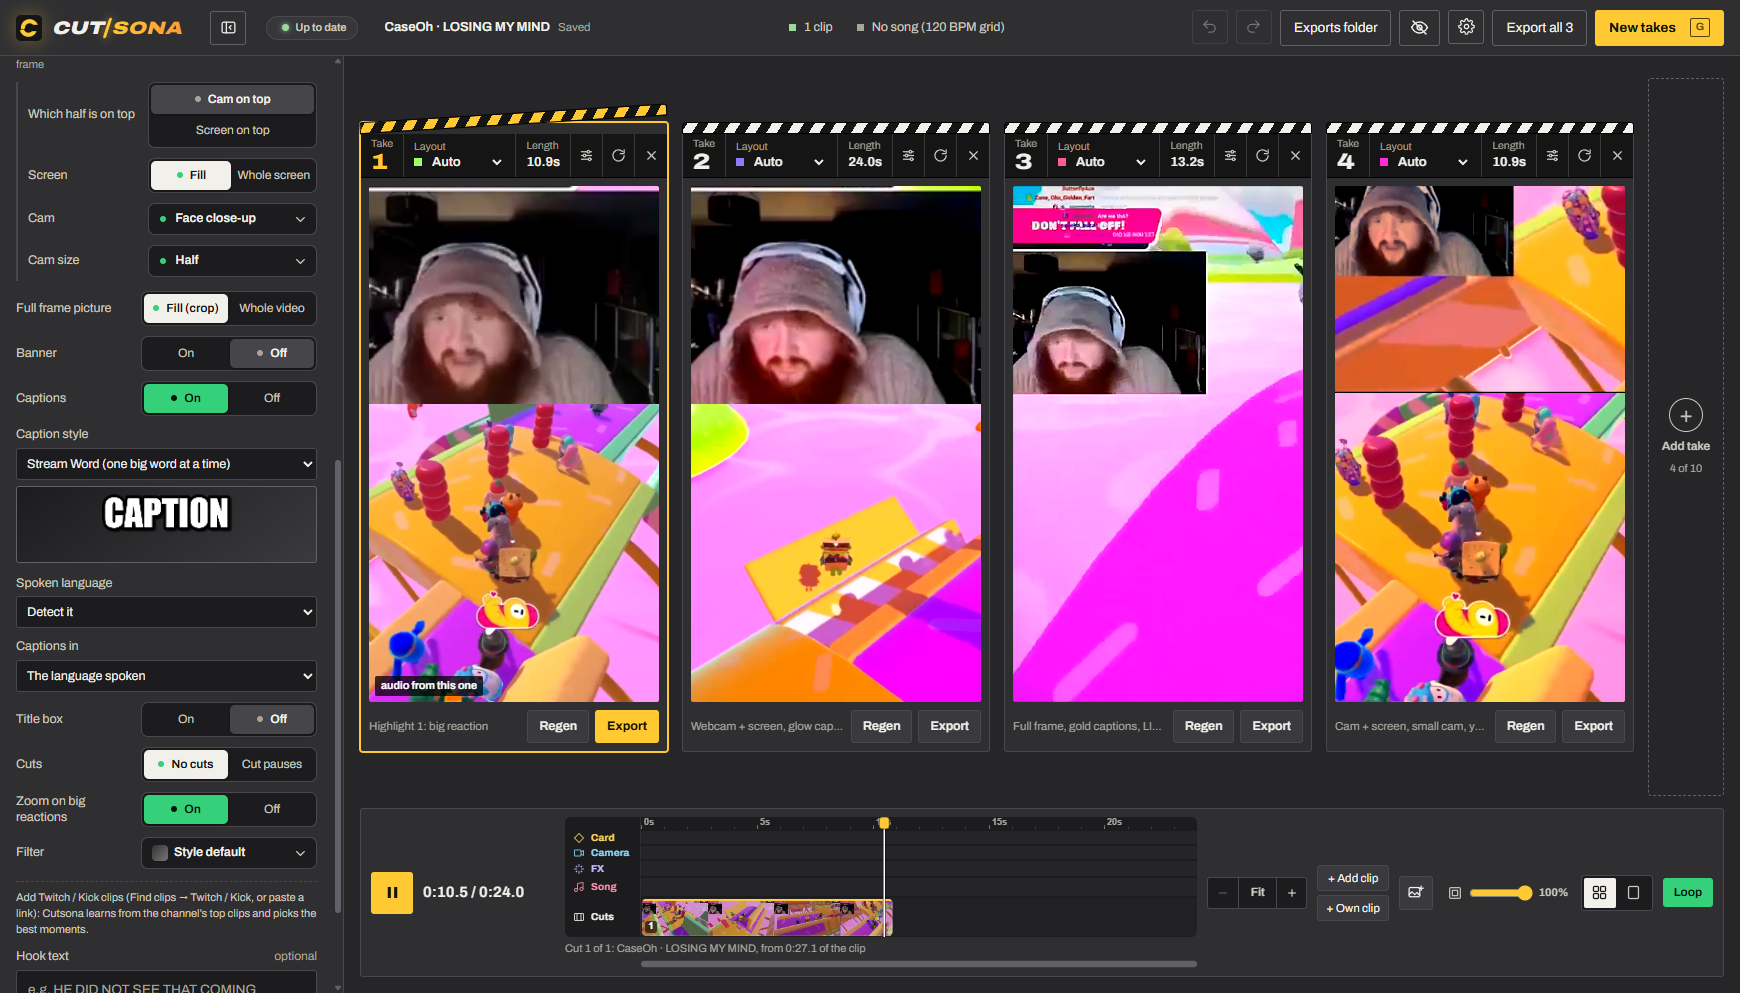 CUT/SONA
Up to date
CaseOh · LOSING MY MIND Saved
1 clip
No song (120 BPM grid)
Exports folder
Export all 3
New takes G
frame
Which half is on top
Cam on top
Screen on top
Screen
Fill
Whole screen
Cam
Face close-up
Cam size
Half
Full frame picture
Fill (crop)
Whole video
Banner
On
Off
Captions
On
Off
Caption style
Stream Word (one big word at a time)
CAPTION
Spoken language
Detect it
Captions in
The language spoken
Title box
On
Off
Cuts
No cuts
Cut pauses
Zoom on big
reactions
On
Off
Filter
Style default
Add Twitch / Kick clips (Find clips → Twitch / Kick, or paste a
link): Cutsona learns from the channel's top clips and picks the
best moments.
Hook text
optional
e.g. HE DID NOT SEE THAT COMING
Take
1
Layout
Auto
Length
10.9s
audio from this one
Highlight 1: big reaction
Regen
Export
Take
2
Layout
Auto
Length
24.0s
Webcam + screen, glow cap...
Regen
Export
Take
3
Layout
Auto
Length
13.2s
DON'T FALL OFF!
Full frame, gold captions, LI...
Regen
Export
Take
4
Layout
Auto
Length
10.9s
Cam + screen, small cam, y...
Regen
Export
Add take
4 of 10
0:10.5 / 0:24.0
0s
5s
15s
20s
Card
Camera
FX
Song
Cuts
1
Cut 1 of 1: CaseOh · LOSING MY MIND, from 0:27.1 of the clip
Fit
+ Add clip
+ Own clip
100%
Loop